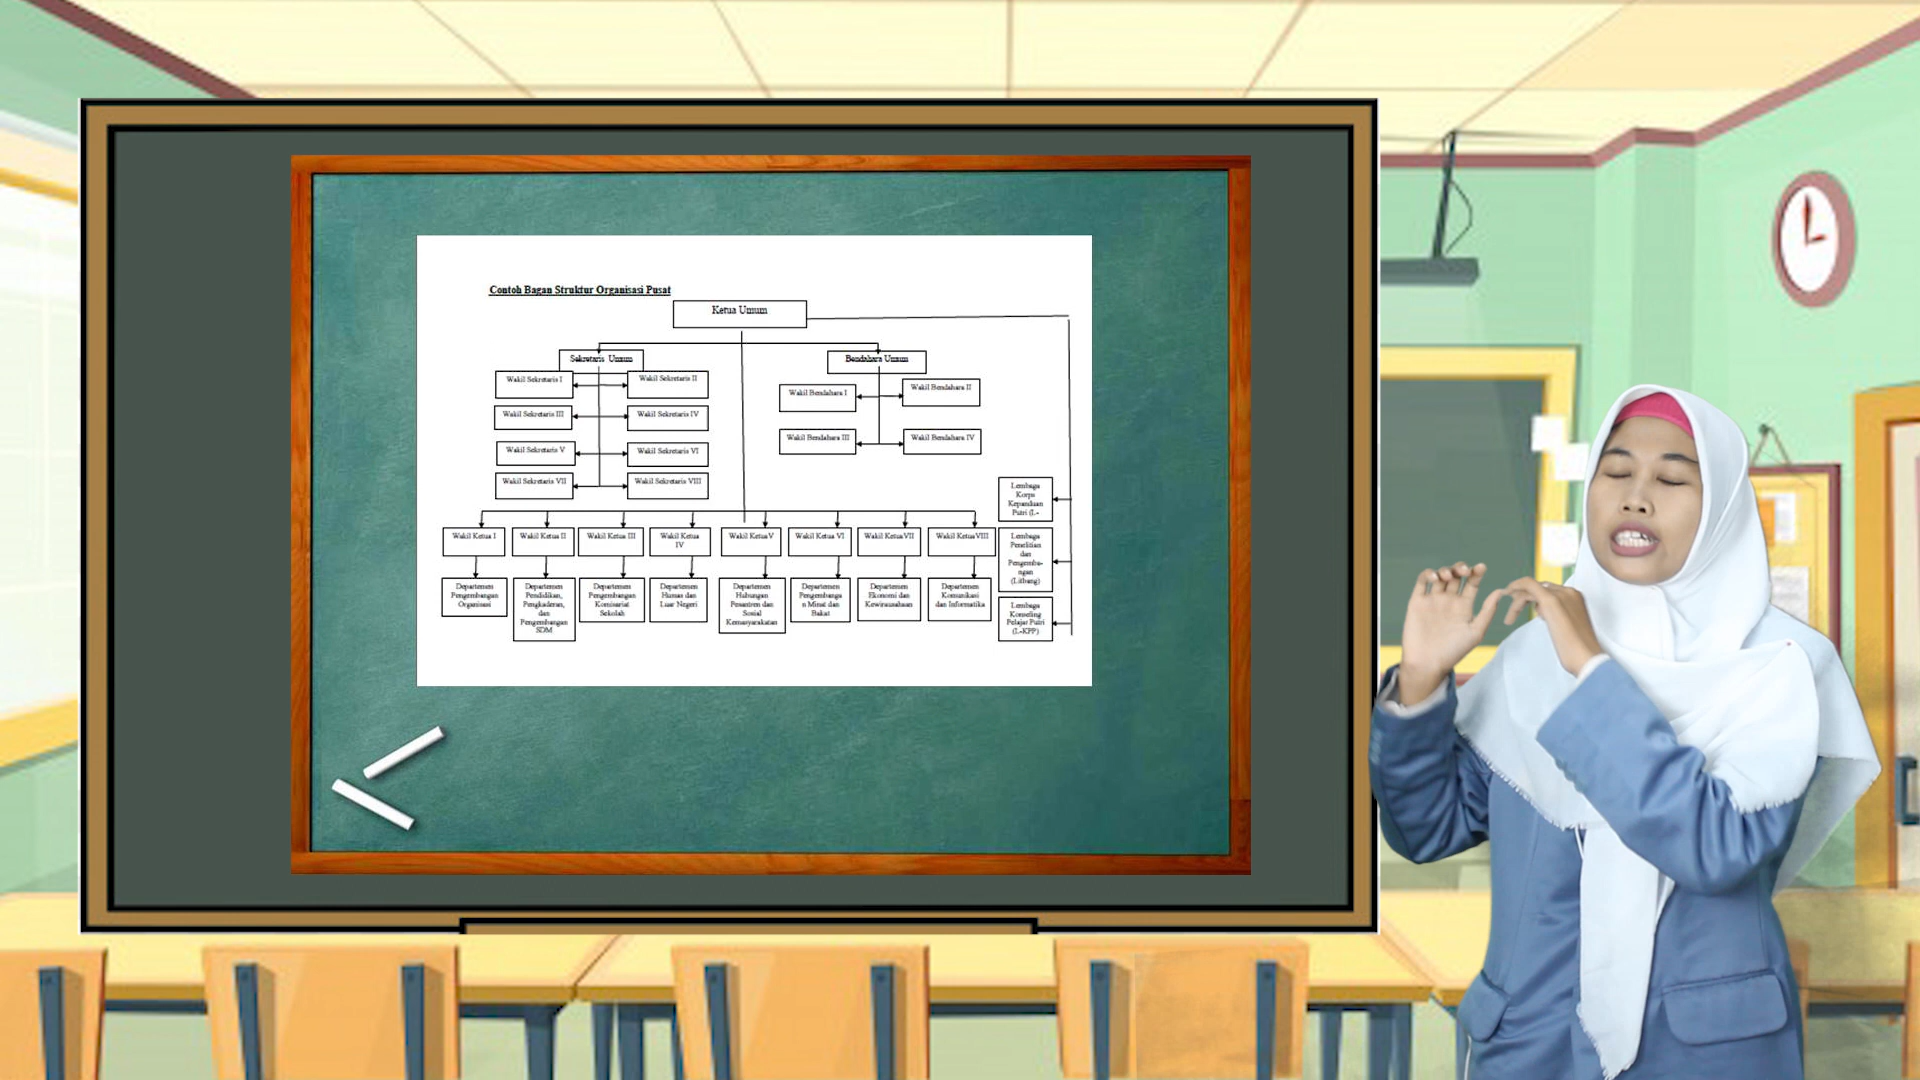 Contoh Bagan Struktur Organisasi Pusat
Ketua Umum
Sekretaris Umum
Bendahara Umum
Wakil Sekretaris I
Wakil Sekretaris II
Wakil Bendahara I
Wakil Bendahara II
Wakil Sekretaris III
Wakil Sekretaris IV
Wakil Bendahara III
Wakil Bendahara IV
Wakil Sekretaris V
Wakil Sekretaris VI
Wakil Sekretaris VII
Wakil Sekretaris VIII
Lembaga
Korps
Kepanduan
Putri (L-
Wakil Ketua I
Wakil Ketua II
Wakil Ketua III
Wakil Ketua
IV
Wakil Ketua V
Wakil Ketua VI
Wakil Ketua VII
Wakil Ketua VIII
Lembaga
Penelitian
dan
Pengemba-
ngan
(Litbang)
Departemen
Pengembangan
Organisasi
Departemen
Pendidikan,
Pengkaderan,
dan
Pengembangan
SDM
Departemen
Pengembangan
Komisariat
Sekolah
Departemen
Humas dan
Luar Negeri
Departemen
Hubungan
Pesantren dan
Sosial
Kemasyarakatan
Departemen
Pengembanga
n Minat dan
Bakat
Departemen
Ekonomi dan
Kewirausahaan
Departemen
Komunikasi
dan Informatika
Lembaga
Konseling
Pelajar Putri
(L-KPP)